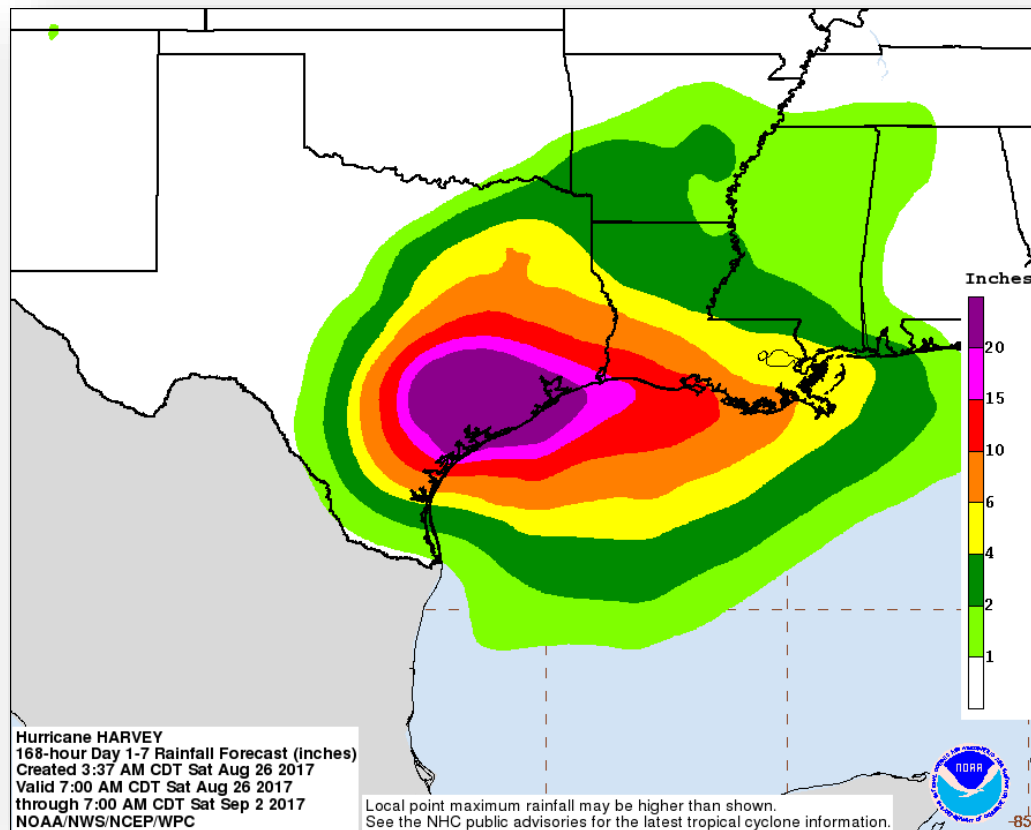 Inches
20
15
10
6
4
2
1
Hurricane HARVEY
168-hour Day 1-7 Rainfall Forecast (inches)
Created 3:37 AM CDT Sat Aug 26 2017
Valid 7:00 AM CDT Sat Aug 26 2017
through 7:00 AM CDT Sat Sep 2 2017
NOAA/NWS/NCEP/WPC
Local point maximum rainfall may be higher than shown.
See the NHC public advisories for the latest tropical cyclone information.
NOAA
-85